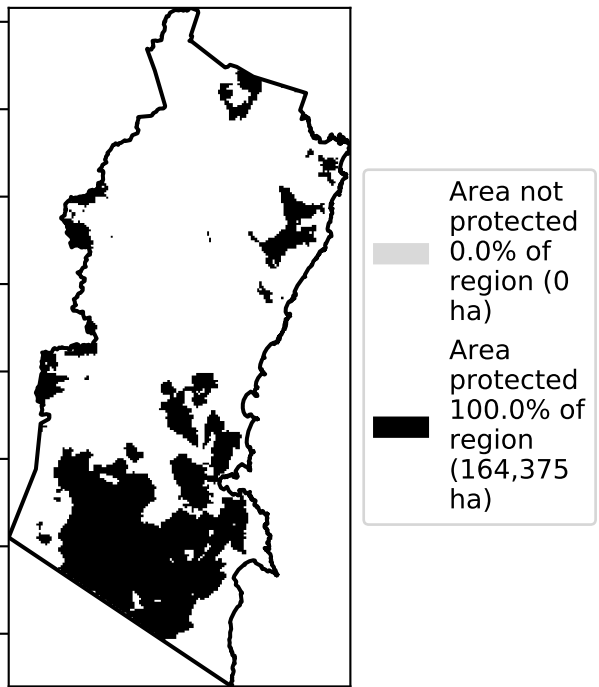 Area not
protected
0.0% of
region (0
ha)
Area
protected
100.0% of
region
(164,375
ha)